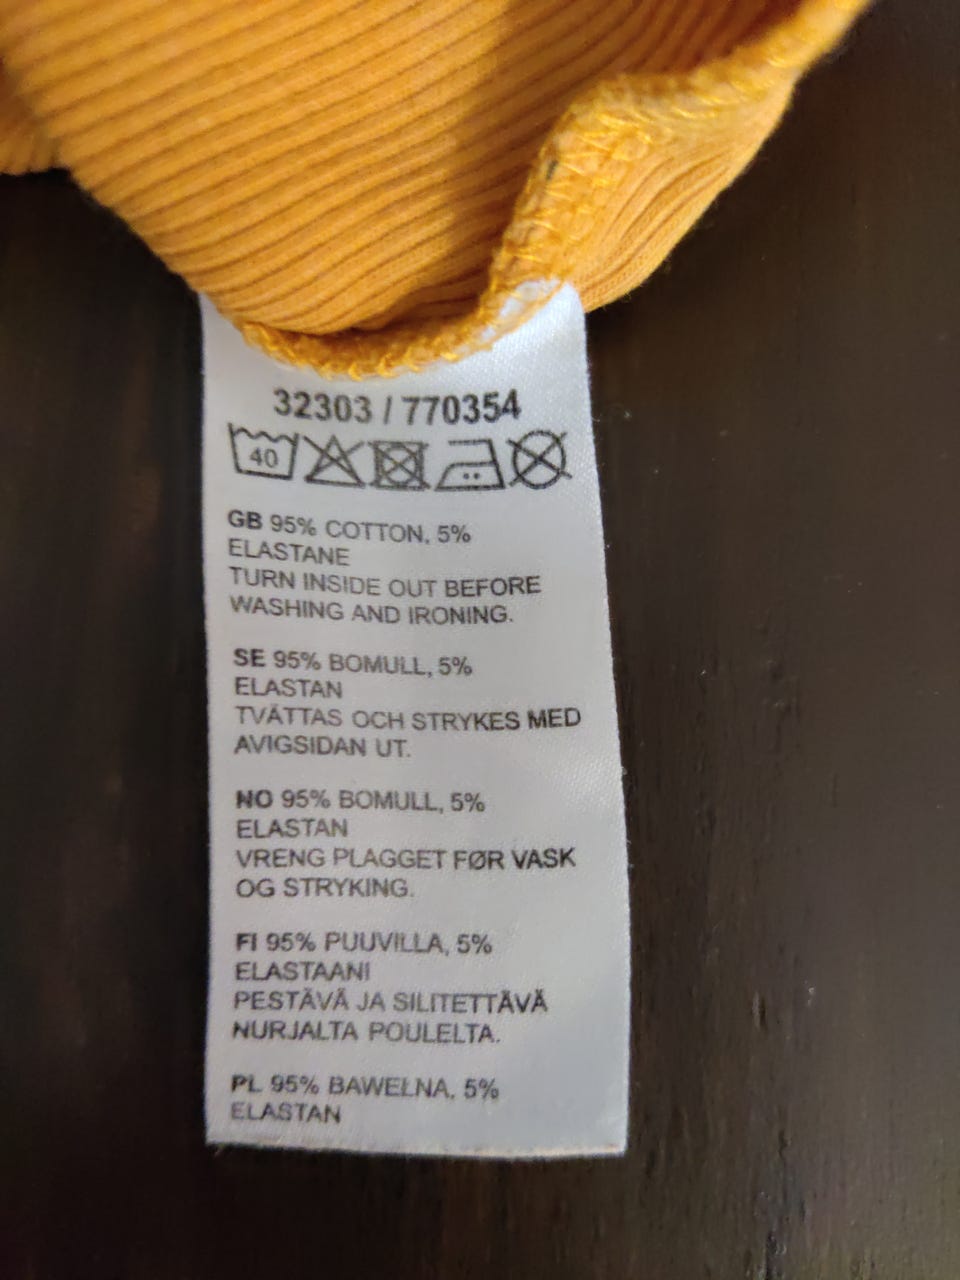 32303 / 770354
40
GB 95% COTTON, 5%
ELASTANE
TURN INSIDE OUT BEFORE
WASHING AND IRONING.
SE 95% BOMULL, 5%
ELASTAN
TVÄTTAS OCH STRYKES MED
AVIGSIDAN UT.
NO 95% BOMULL, 5%
ELASTAN
VRENG PLAGGET FØR VASK
OG STRYKING.
FI 95% PUUVILLA, 5%
ELASTAANI
PESTÄVÄ JA SILITETTÄVÄ
NURJALTA POULELTA.
PL 95% BAWEŁNA, 5%
ELASTAN